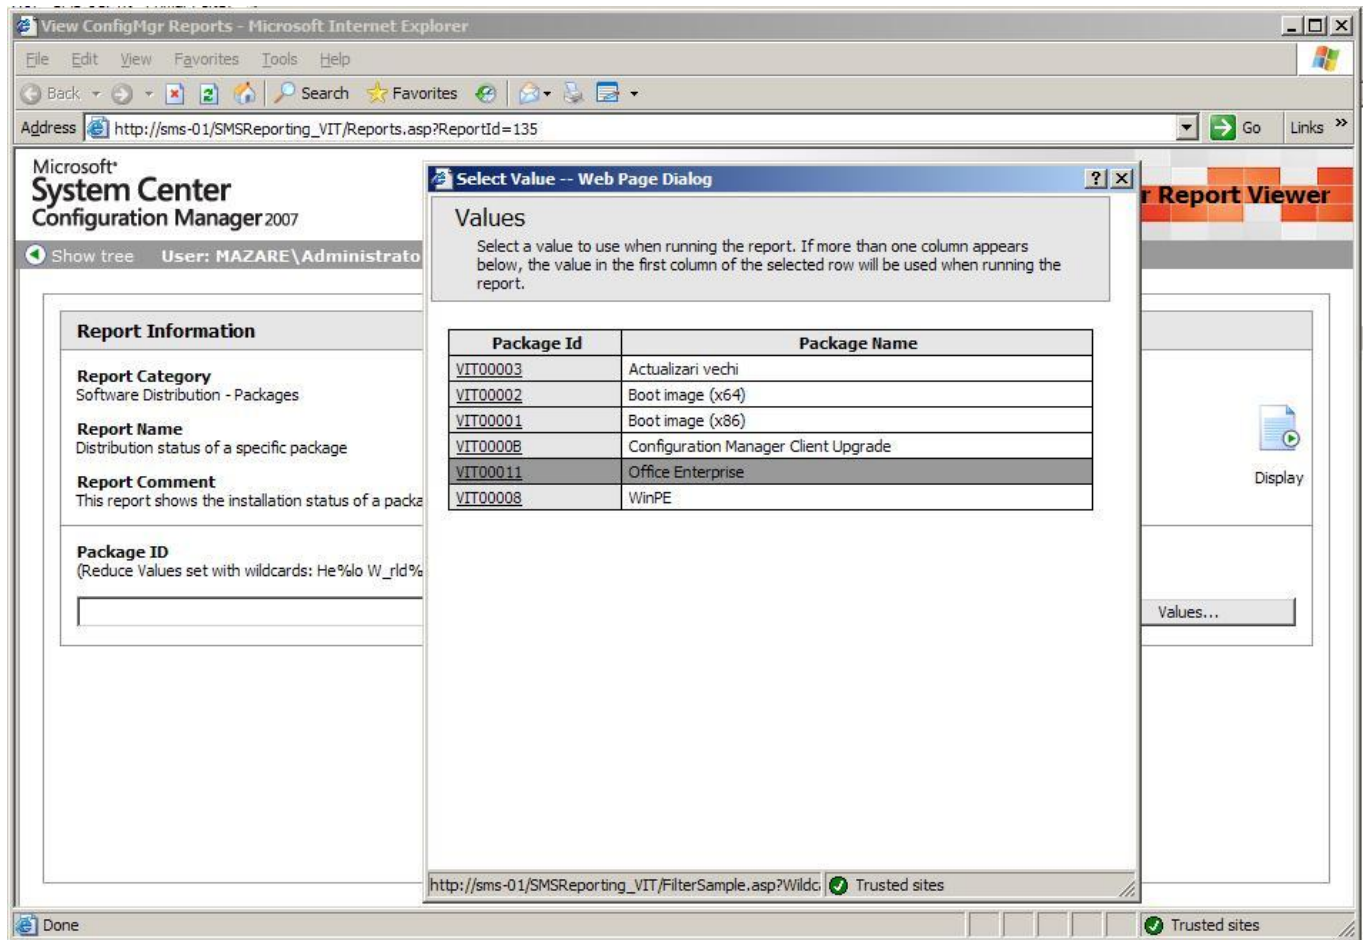 View ConfigMgr Reports - Microsoft Internet Explorer
File Edit View Favorites Tools Help
Back Search Favorites
Address http://sms-01/SMSReporting_VIT/Reports.asp?ReportId=135 Go Links »
Microsoft
System Center
Configuration Manager 2007
r Report Viewer
Show tree User: MAZARE\Administrato
Report Information
Report Category
Software Distribution - Packages
Report Name
Distribution status of a specific package
Report Comment
This report shows the installation status of a packa
Display
Package ID
(Reduce Values set with wildcards: He%lo W_rld%
Values...
Select Value -- Web Page Dialog
Values
Select a value to use when running the report. If more than one column appears
below, the value in the first column of the selected row will be used when running the
report.
Package Id Package Name
VIT00003 Actualizari vechi
VIT00002 Boot image (x64)
VIT00001 Boot image (x86)
VIT0000B Configuration Manager Client Upgrade
VIT00011 Office Enterprise
VIT00008 WinPE
http://sms-01/SMSReporting_VIT/FilterSample.asp?Wildc Trusted sites
Done Trusted sites